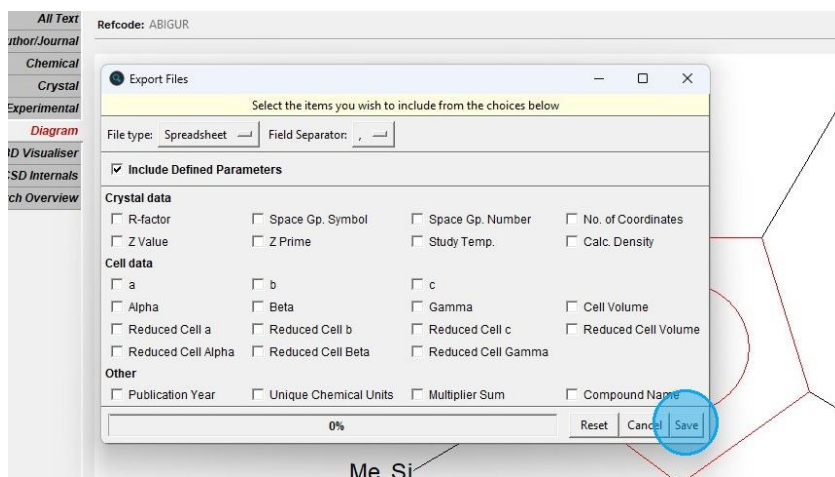 All Text
uthor/Journal
Chemical
Crystal
Experimental
Diagram
3D Visualiser
CSD Internals
rch Overview
Refcode: ABIGUR
Export Files
Select the items you wish to include from the choices below
File type: Spreadsheet Field Separator: ,
Include Defined Parameters
Crystal data
R-factor Space Gp. Symbol Space Gp. Number No. of Coordinates
Z Value Z Prime Study Temp. Calc. Density
Cell data
a b c
Alpha Beta Gamma Cell Volume
Reduced Cell a Reduced Cell b Reduced Cell c Reduced Cell Volume
Reduced Cell Alpha Reduced Cell Beta Reduced Cell Gamma
Other
Publication Year Unique Chemical Units Multiplier Sum Compound Name
0% Reset Cancel Save
Me Si